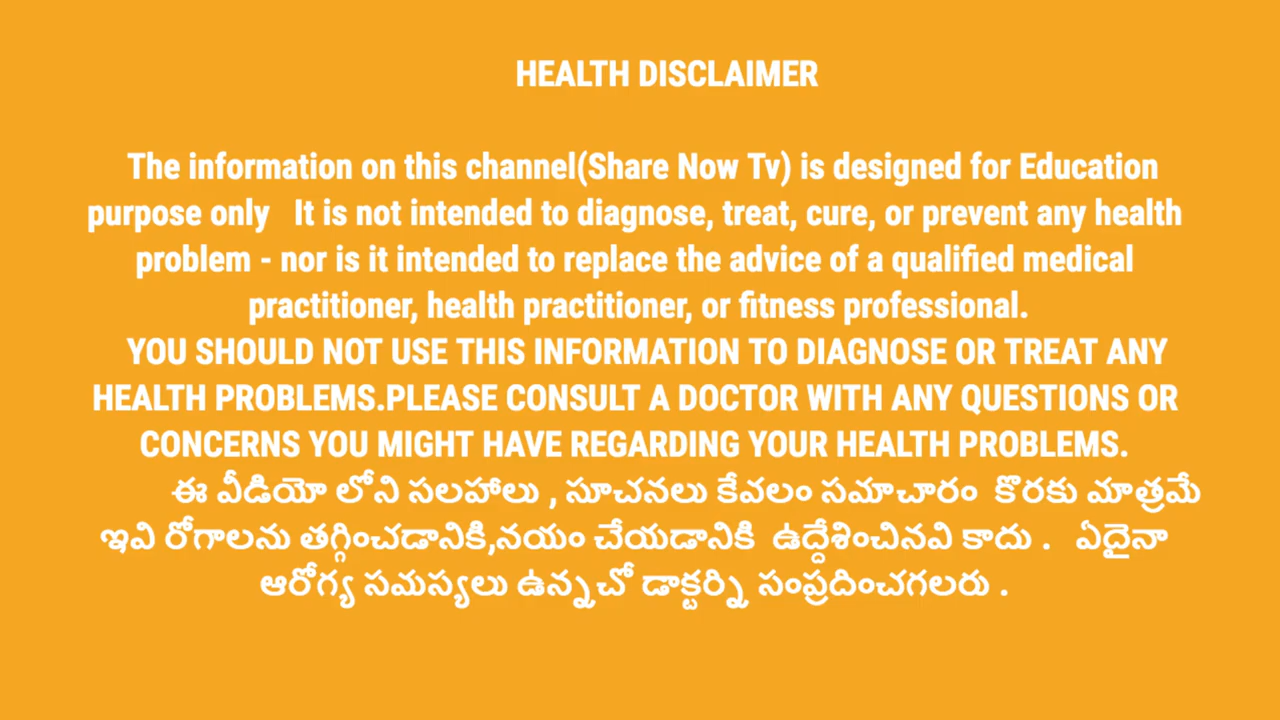 HEALTH DISCLAIMER
The information on this channel(Share Now Tv) is designed for Education
purpose only It is not intended to diagnose, treat, cure, or prevent any health
problem - nor is it intended to replace the advice of a qualified medical
practitioner, health practitioner, or fitness professional.
YOU SHOULD NOT USE THIS INFORMATION TO DIAGNOSE OR TREAT ANY
HEALTH PROBLEMS.PLEASE CONSULT A DOCTOR WITH ANY QUESTIONS OR
CONCERNS YOU MIGHT HAVE REGARDING YOUR HEALTH PROBLEMS.
ఈ వీడియో లోని సలహాలు , సూచనలు కేవలం సమాచారం కొరకు మాత్రమే
ఇవి రోగాలను తగ్గించడానికి,నయం చేయడానికి ఉద్దేశించినవి కాదు . ఏదైనా
ఆరోగ్య సమస్యలు ఉన్నచో డాక్టర్ని సంప్రదించగలరు .